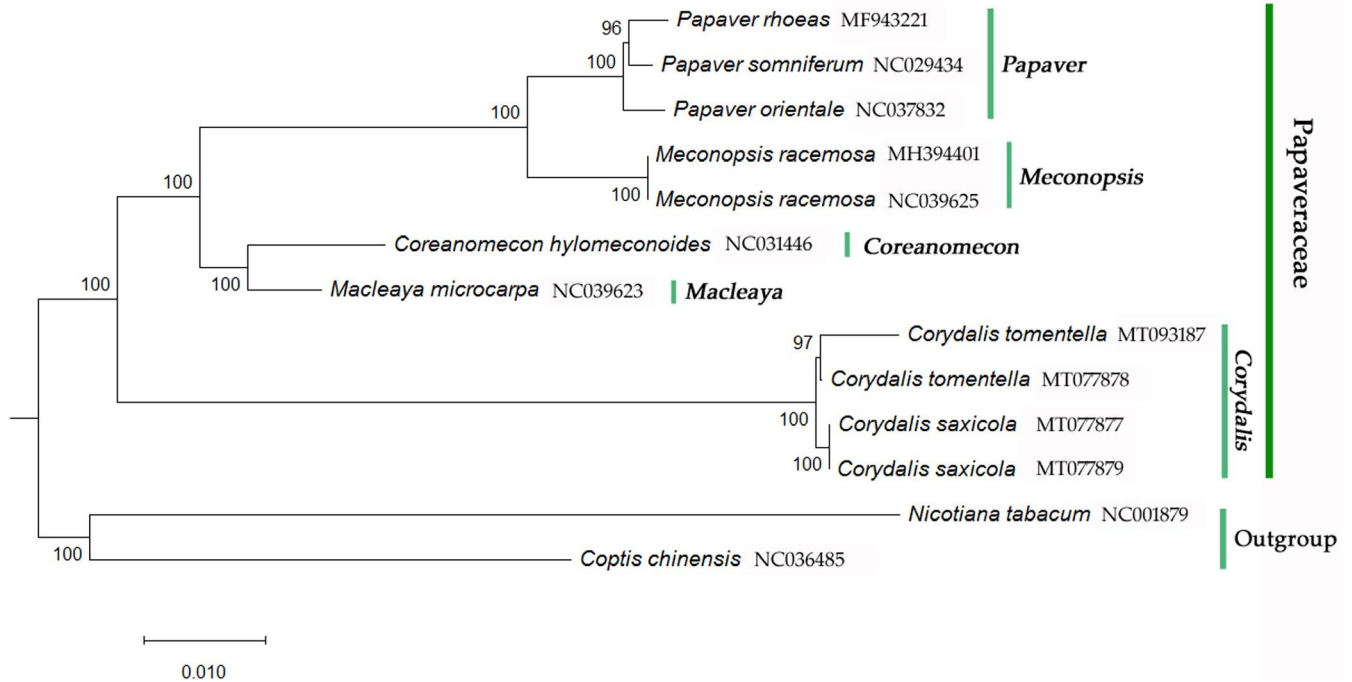 96
Papaver rhoeas MF943221
100
Papaver somniferum NC029434
Papaver
Papaver orientale NC037832
100
Meconopsis racemosa MH394401
Meconopsis
100
Meconopsis racemosa NC039625
100
Coreanomecon hylomeconoides NC031446
Coreanomecon
100
Macleaya microcarpa NC039623
Macleaya
100
Papaveraceae
97
Corydalis tomentella MT093187
Corydalis tomentella MT077878
Corydalis
100
Corydalis saxicola MT077877
100
Corydalis saxicola MT077879
Nicotiana tabacum NC001879
Outgroup
100
Coptis chinensis NC036485
0.010